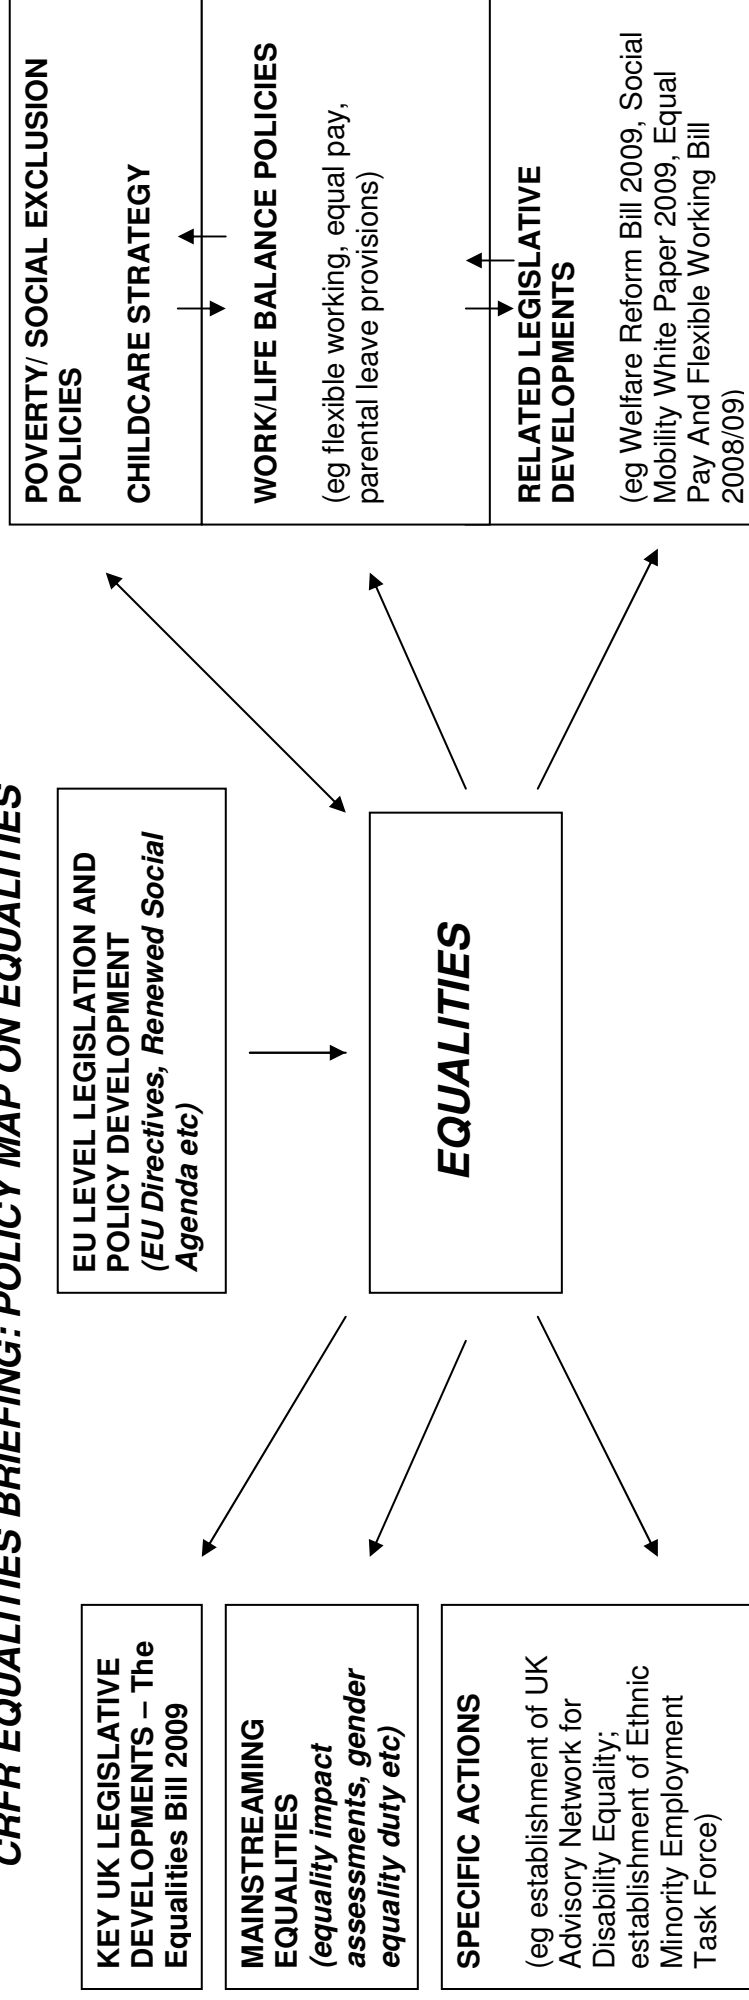 CRFR EQUALITIES BRIEFING: POLICY MAP ON EQUALITIES
KEY UK LEGISLATIVE
DEVELOPMENTS – The
Equalities Bill 2009
MAINSTREAMING
EQUALITIES
(equality impact
assessments, gender
equality duty etc)
SPECIFIC ACTIONS
(eg establishment of UK
Advisory Network for
Disability Equality;
establishment of Ethnic
Minority Employment
Task Force)
EU LEVEL LEGISLATION AND
POLICY DEVELOPMENT
(EU Directives, Renewed Social
Agenda etc)
EQUALITIES
POVERTY/ SOCIAL EXCLUSION
POLICIES
CHILDCARE STRATEGY
WORK/LIFE BALANCE POLICIES
(eg flexible working, equal pay,
parental leave provisions)
RELATED LEGISLATIVE
DEVELOPMENTS
(eg Welfare Reform Bill 2009, Social
Mobility White Paper 2009, Equal
Pay And Flexible Working Bill
2008/09)